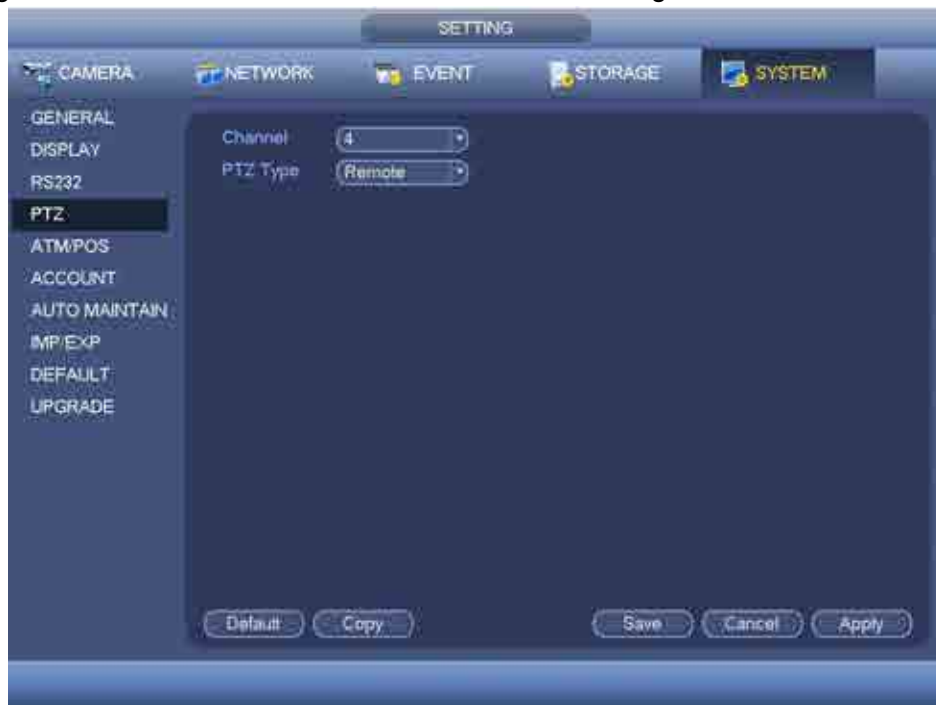 SETTING
CAMERA NETWORK EVENT STORAGE SYSTEM
GENERAL
DISPLAY
RS232
PTZ
ATM/POS
ACCOUNT
AUTO MAINTAIN
IMP/EXP
DEFAULT
UPGRADE
Channel 4
PTZ Type Remote
Default Copy Save Cancel Apply